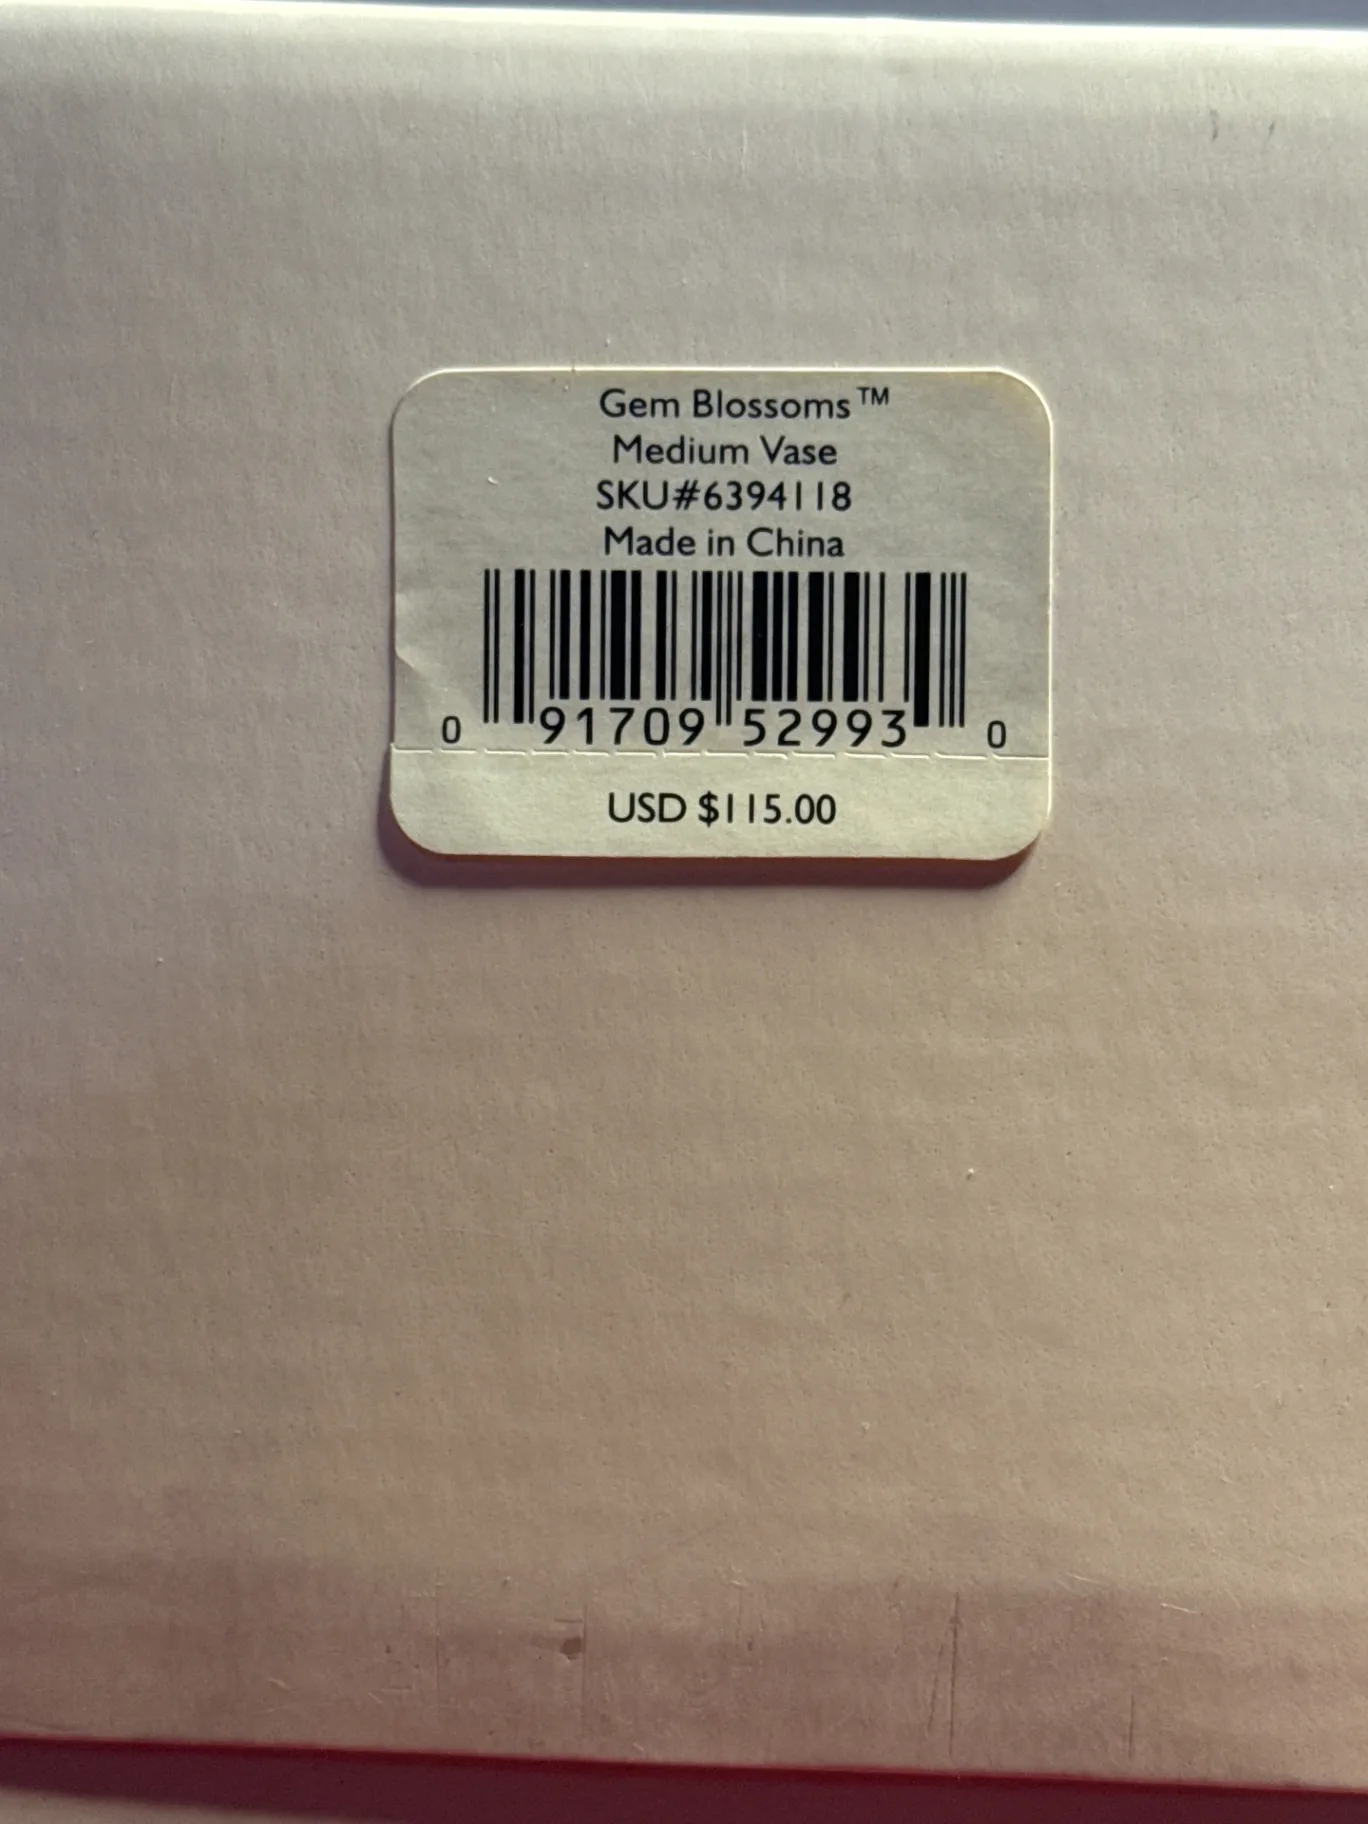 Gem Blossoms™
Medium Vase
SKU#6394118
Made in China
0 91709 52993 0
USD $115.00